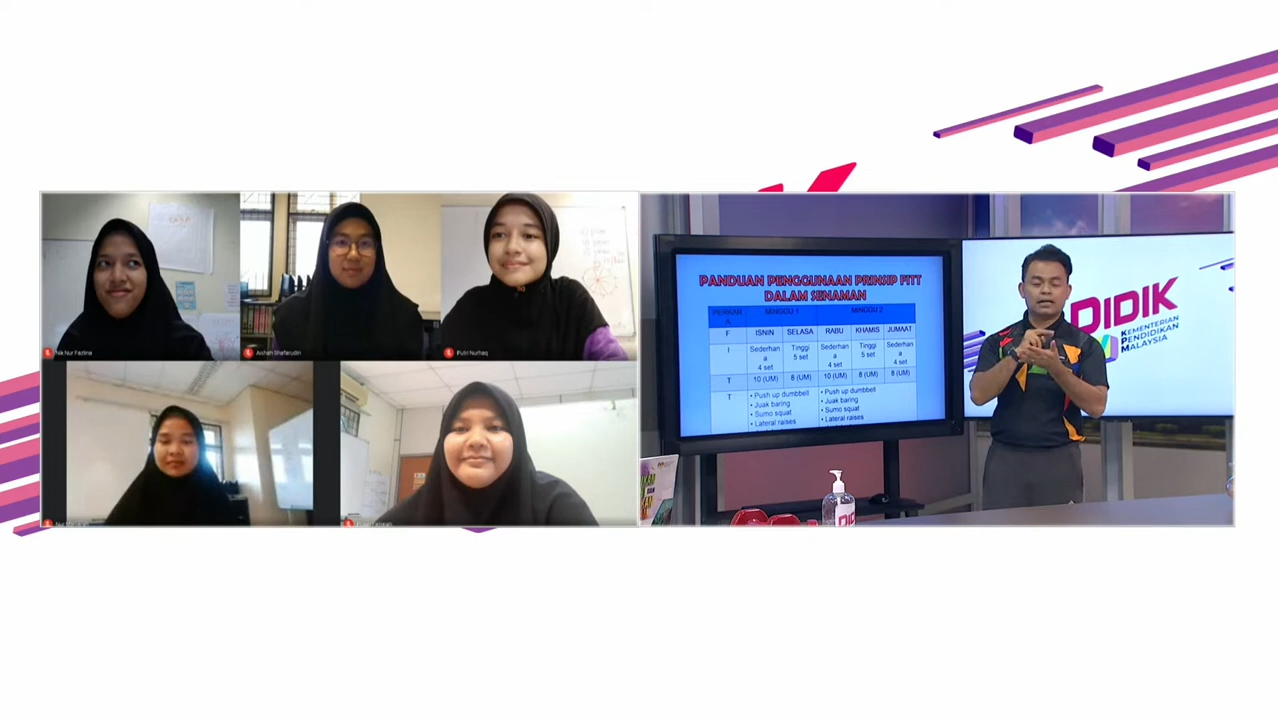 Nik Nur Fazlina
Aishah Shafarudin
Putri Nurhaq
PANDUAN PENGGUNAAN PRINSIP FITT
DALAM SENAMAN
PERKAR
A
MINGGU 1
MINGGU 2
F
ISNIN
SELASA
RABU
KHAMIS
JUMAAT
I
Sederhan
a
4 set
Tinggi
5 set
Sederhan
a
4 set
Tinggi
5 set
Sederhan
a
4 set
T
10 (UM)
8 (UM)
10 (UM)
8 (UM)
8 (UM)
T
• Push up dumbbell
• Juak baring
• Sumo squat
• Lateral raises
• Push up dumbbell
• Juak baring
• Sumo squat
• Lateral raises
DIDIK
KEMENTERIAN
PENDIDIKAN
MALAYSIA